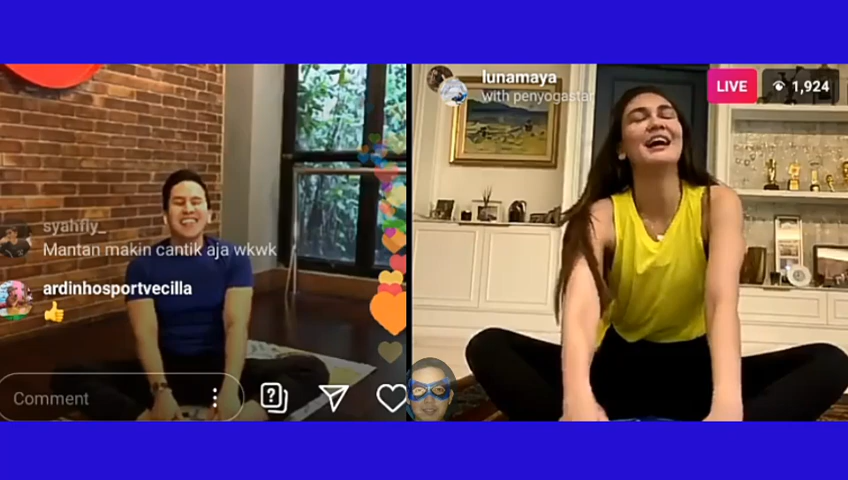 lunamaya
with penyogastar
LIVE
1,924
syahfiy_
Mantan makin cantik aja wkwk
ardinhosportvecilla
Comment
?